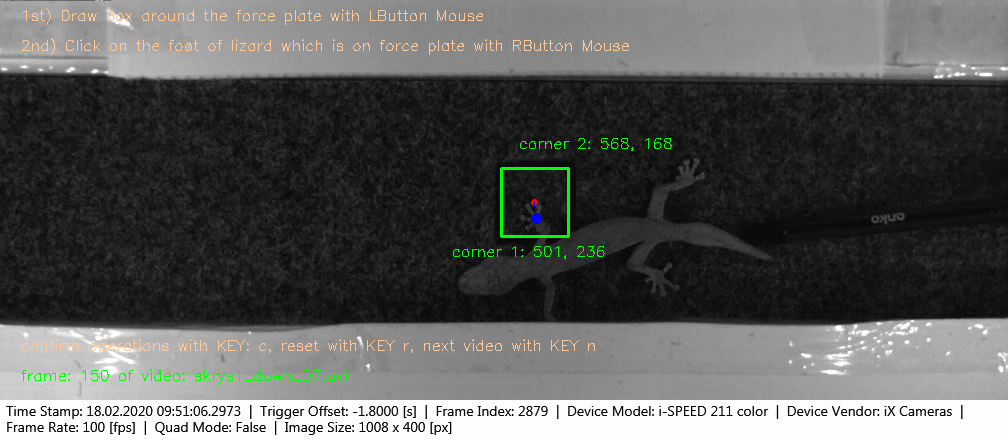 1st) Draw box around the force plate with LButton Mouse
2nd) Click on the foot of lizard which is on force plate with RButton Mouse
corner 2: 568, 168
anko
corner 1: 501, 236
confirm operations with KEY: c, reset with KEY r, next video with KEY n
frame: 150 of video:
Time Stamp: 18.02.2020 09:51:06.2973 | Trigger Offset: -1.8000 [s] | Frame Index: 2879 | Device Model: i-SPEED 211 color | Device Vendor: iX Cameras |
Frame Rate: 100 [fps] | Quad Mode: False | Image Size: 1008 x 400 [px]